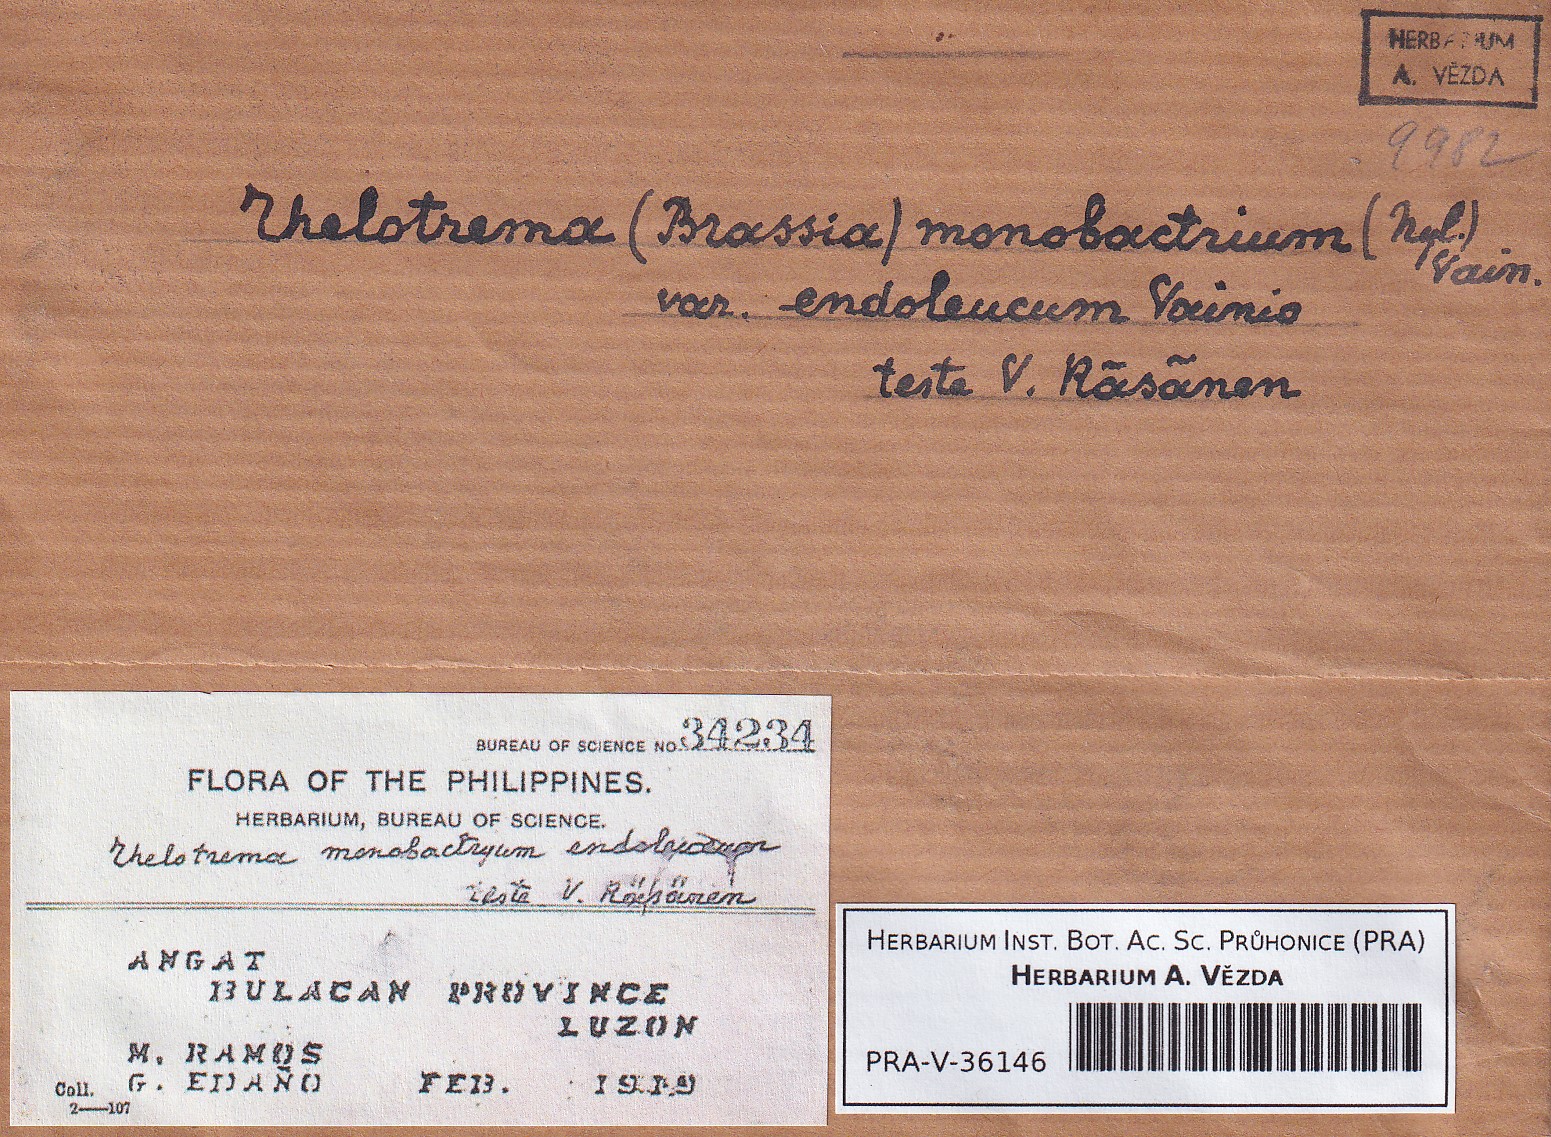 HERBARIUM
A. VĚZDA
9982
Thelotrema (Brassia) monobactrium (Nyl.)
Vain.
var. endoleucum Vainio
teste V. Räsänen
BUREAU OF SCIENCE NO. 34234
FLORA OF THE PHILIPPINES.
HERBARIUM, BUREAU OF SCIENCE.
Thelotrema monobactryum endoleucum
teste V. Räsänen
ANGAT
BULACAN PROVINCE
LUZON
M. RAMOS
Coll. G. EDAÑO FEB. 1919
2—107
HERBARIUM INST. BOT. AC. SC. PRŮHONICE (PRA)
HERBARIUM A. VĚZDA
PRA-V-36146